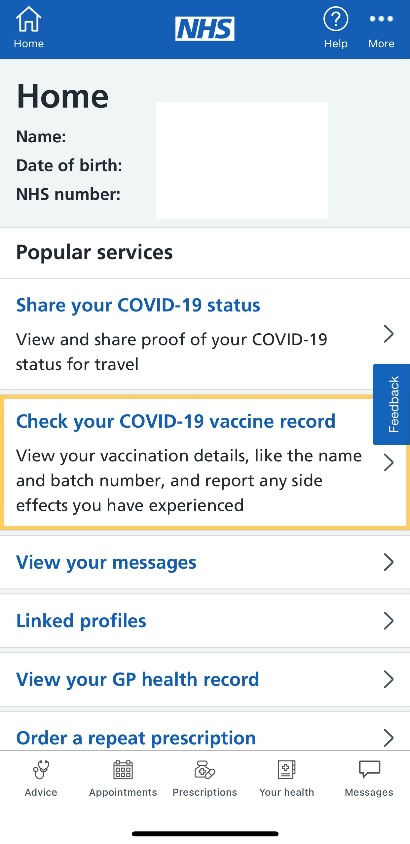 NHS
Home
Help
More
Home
Name:
Date of birth:
NHS number:
Popular services
Share your COVID-19 status
View and share proof of your COVID-19
status for travel
Feedback
Check your COVID-19 vaccine record
View your vaccination details, like the name
and batch number, and report any side
effects you have experienced
View your messages
Linked profiles
View your GP health record
Order a repeat prescription
Advice
Appointments
Prescriptions
Your health
Messages